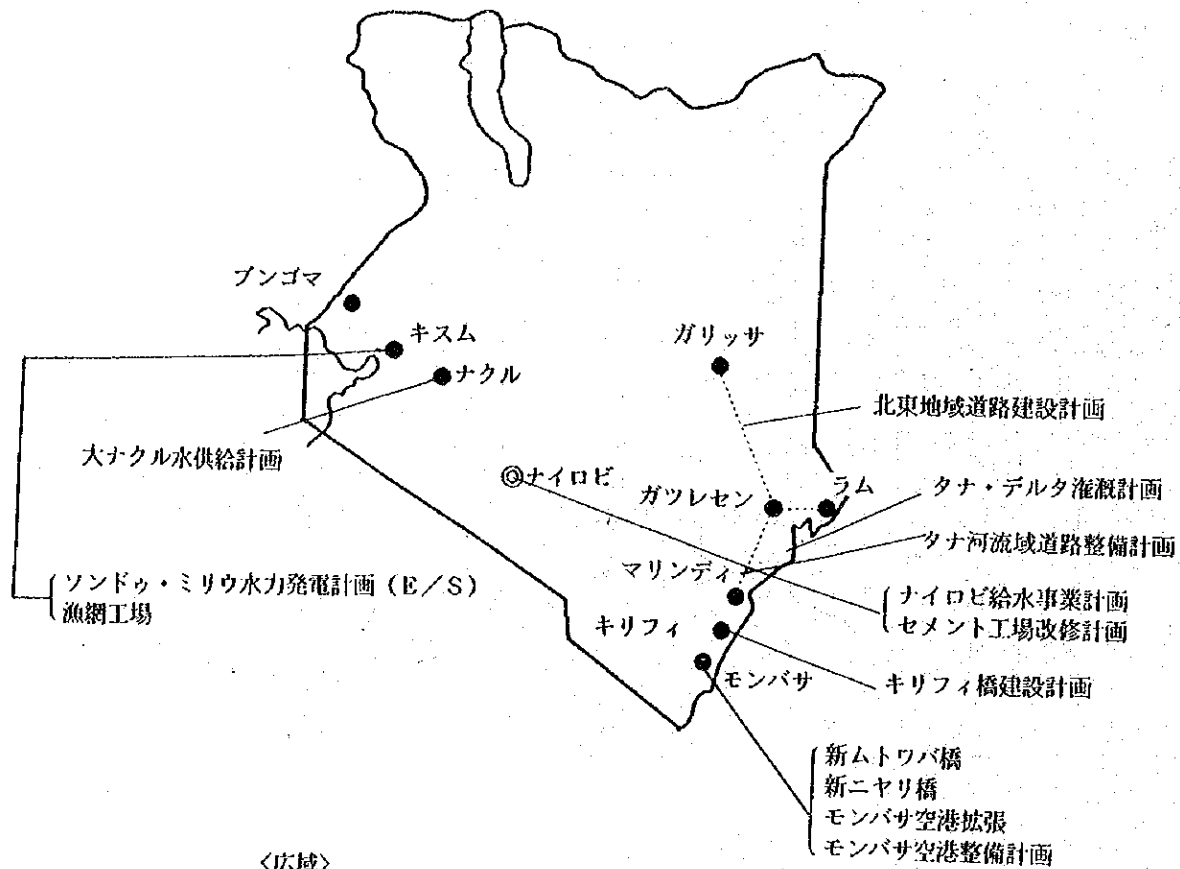 ブンゴマ
キスム
ナクル
ガリッサ
北東地域道路建設計画
大ナクル水供給計画
ナイロビ
ガツレセン
ラム
タナ・デルタ潅漑計画
タナ河流域道路整備計画
マリンディ
ソンドゥ・ミリウ水力発電計画(E/S)
漁網工場
ナイロビ給水事業計画
セメント工場改修計画
キリフィ
モンバサ
キリフィ橋建設計画
新ムトワパ橋
新ニヤリ橋
モンバサ空港拡張
モンバサ空港整備計画
〈広域〉